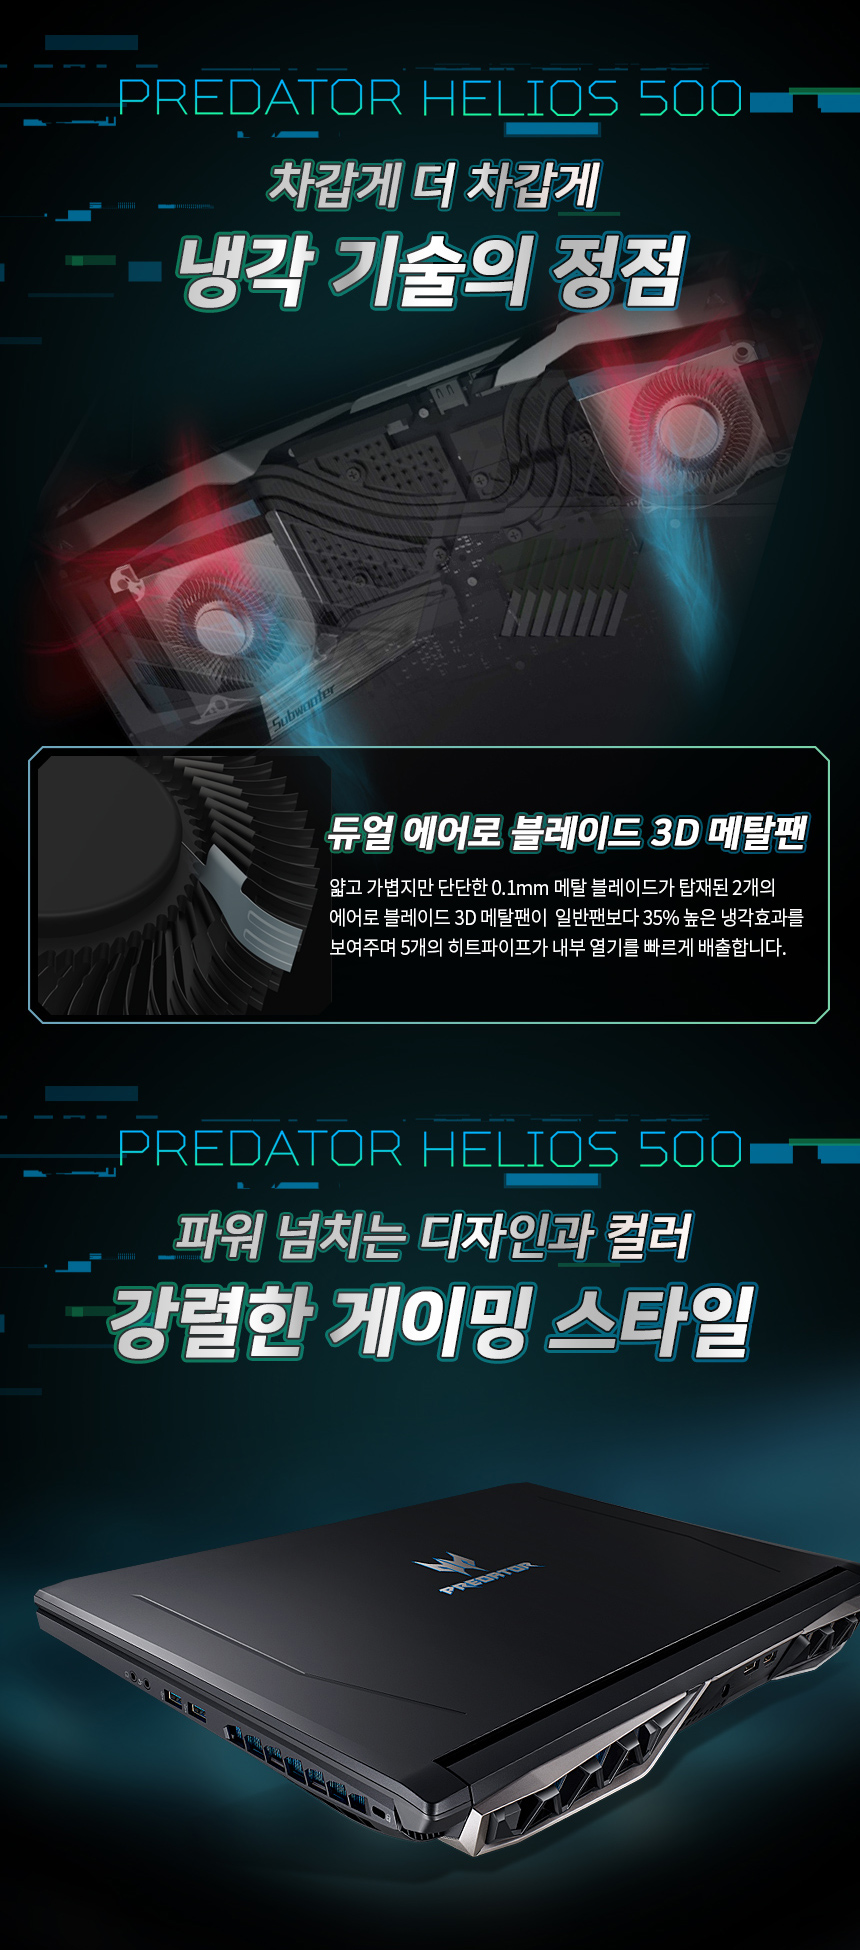 PREDATOR HELIOS 500
차갑게 더 차갑게
냉각 기술의 정점
Subwoofer
듀얼 에어로 블레이드 3D 메탈팬
얇고 가볍지만 단단한 0.1mm 메탈 블레이드가 탑재된 2개의
에어로 블레이드 3D 메탈팬이 일반팬보다 35% 높은 냉각효과를
보여주며 5개의 히트파이프가 내부 열기를 빠르게 배출합니다.
PREDATOR HELIOS 500
파워 넘치는 디자인과 컬러
강렬한 게이밍 스타일
PREDATOR